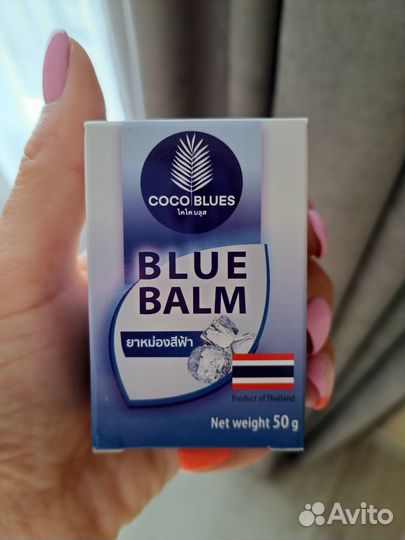 COCO BLUES
โคโค บลูส
BLUE
BALM
ยาหม่องสีฟ้า
Product of Thailand
Net weight 50 g
Avito